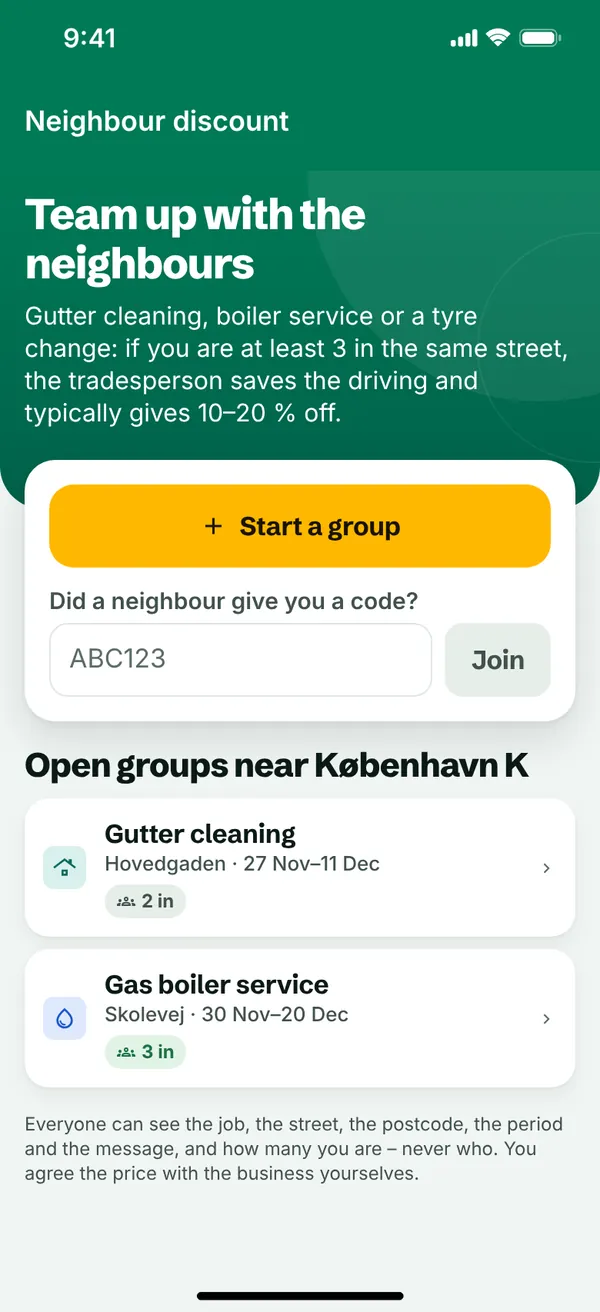 9:41
Neighbour discount
Team up with the
neighbours
Gutter cleaning, boiler service or a tyre
change: if you are at least 3 in the same street,
the tradesperson saves the driving and
typically gives 10–20 % off.
+ Start a group
Did a neighbour give you a code?
ABC123
Join
Open groups near København K
Gutter cleaning
Hovedgaden · 27 Nov–11 Dec
2 in
Gas boiler service
Skolevej · 30 Nov–20 Dec
3 in
Everyone can see the job, the street, the postcode, the period
and the message, and how many you are – never who. You
agree the price with the business yourselves.